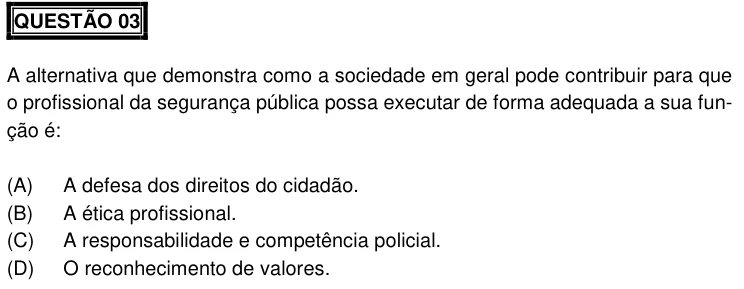 QUESTÃO 03
A alternativa que demonstra como a sociedade em geral pode contribuir para que
o profissional da segurança pública possa executar de forma adequada a sua fun-
ção é:
(A) A defesa dos direitos do cidadão.
(B) A ética profissional.
(C) A responsabilidade e competência policial.
(D) O reconhecimento de valores.